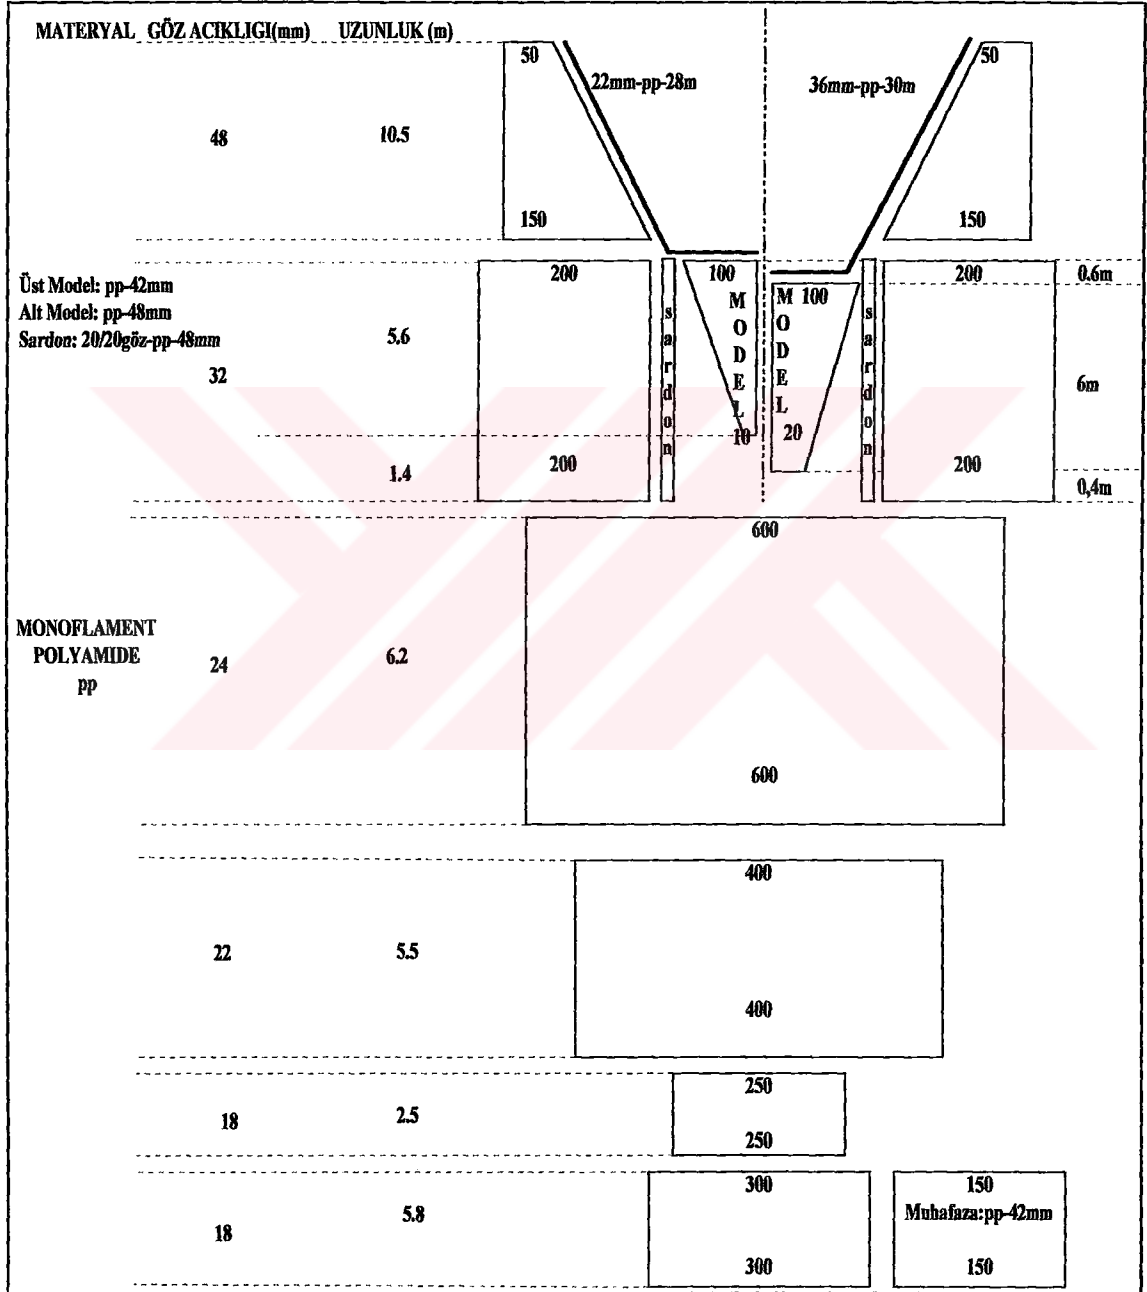 MATERYAL GÖZ ACIKLIGI(mm) UZUNLUK (m)
50
22mm-pp-28m
36mm-pp-30m
50
48
10.5
150
150
Üst Model: pp-42mm
Alt Model: pp-48mm
Sardon: 20/20göz-pp-48mm
32
5.6
200
sardon
100
MODEL
10
100
MODEL
20
sardon
200
0.6m
6m
1.4
200
200
0,4m
600
MONOFLAMENT
POLYAMIDE
pp
24
6.2
600
400
22
5.5
400
250
18
2.5
250
300
150
Muhafaza:pp-42mm
18
5.8
300
150